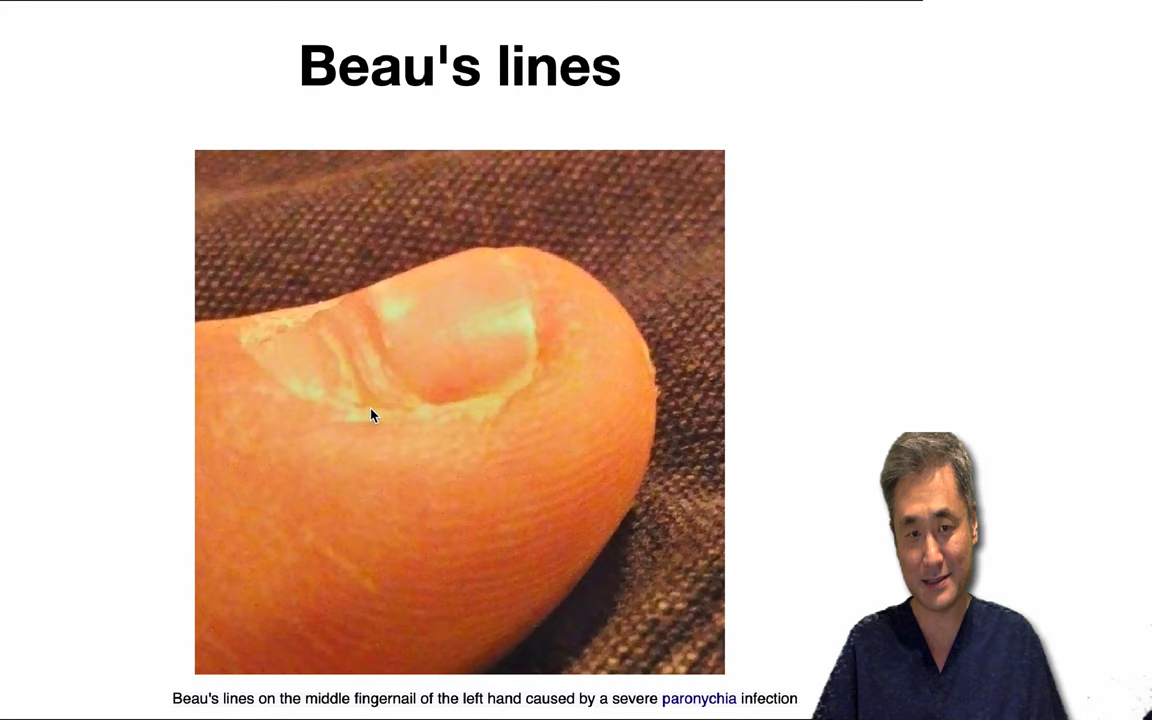 Beau's lines
Beau's lines on the middle fingernail of the left hand caused by a severe paronychia infection